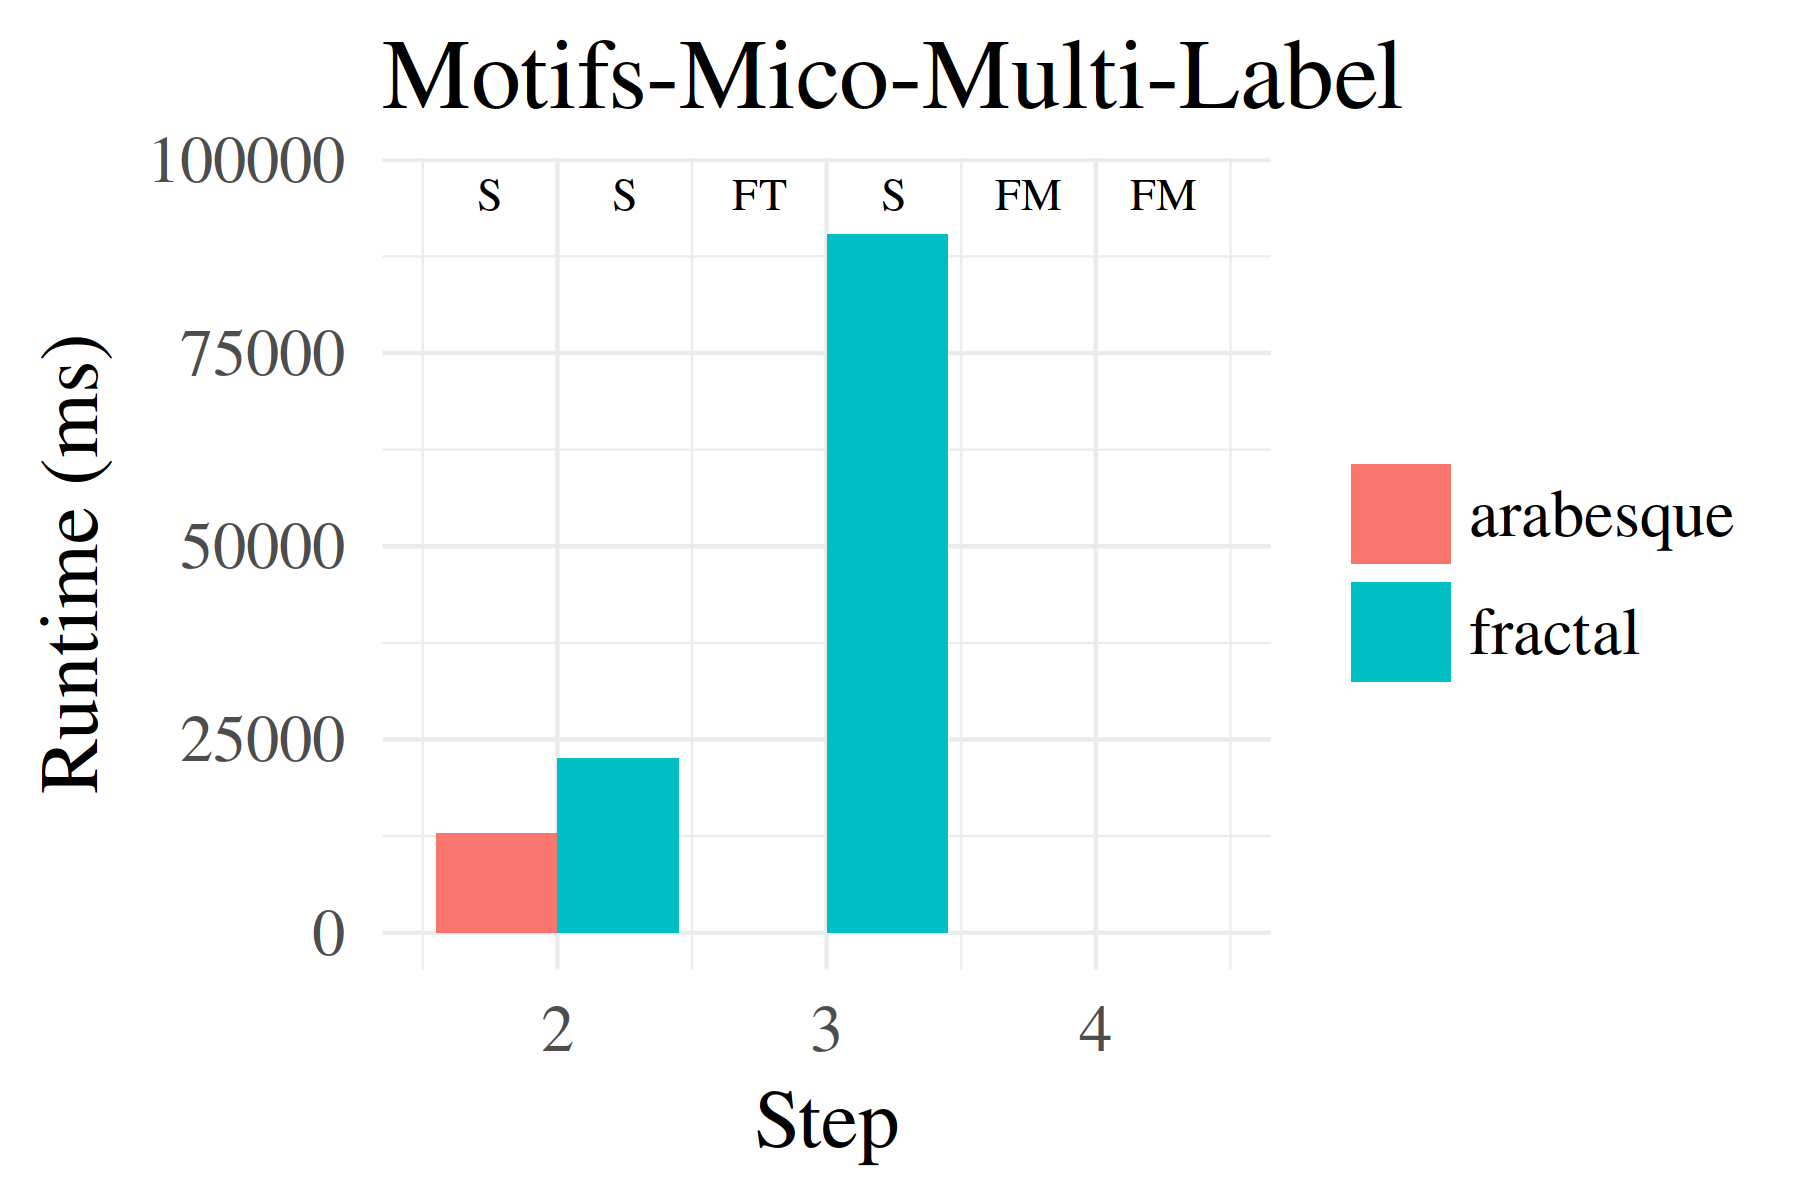 Motifs-Mico-Multi-Label
100000
75000
50000
25000
0
Runtime (ms)
S S FT S FM FM
2 3 4
Step
arabesque
fractal